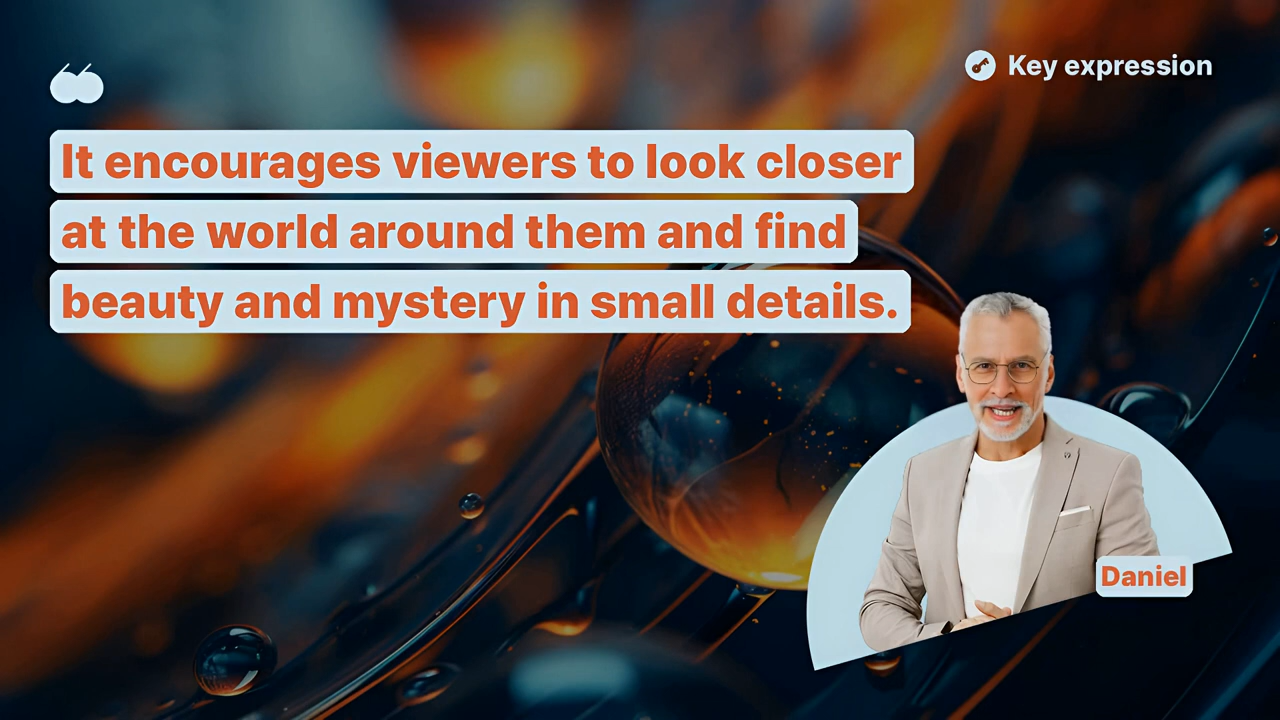 Key expression
It encourages viewers to look closer
at the world around them and find
beauty and mystery in small details.
Daniel